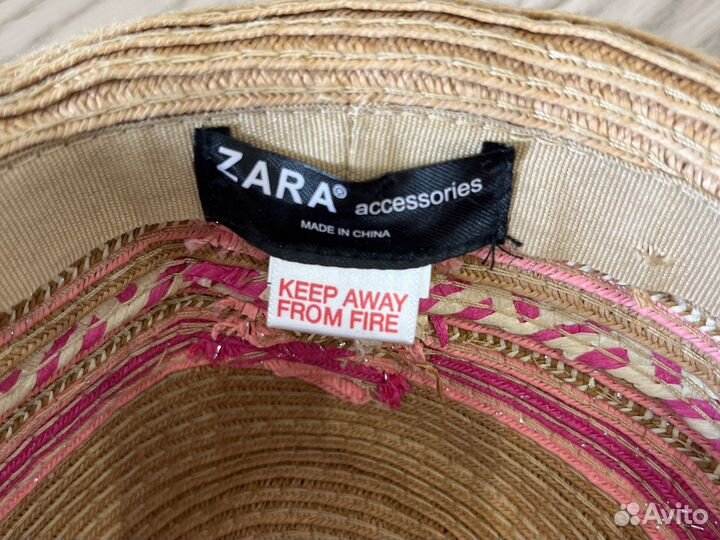 ZARA® accessories
MADE IN CHINA
KEEP AWAY
FROM FIRE
Avito